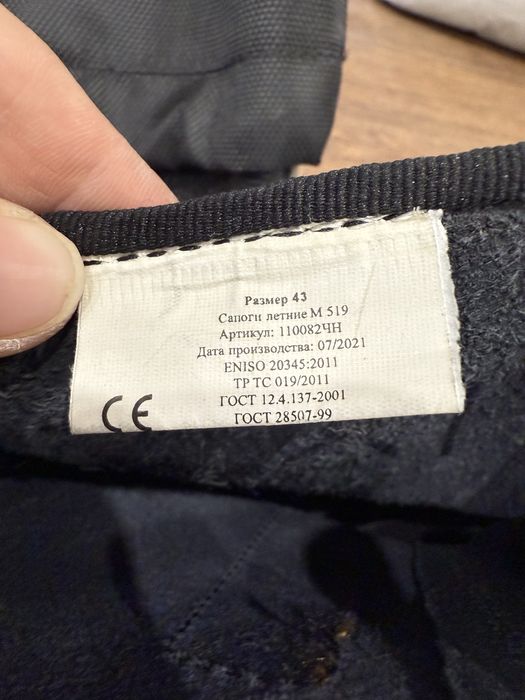 Размер 43
Сапоги летние М 519
Артикул: 110082ЧН
Дата производства: 07/2021
ENISO 20345:2011
ТР ТС 019/2011
ГОСТ 12.4.137-2001
ГОСТ 28507-99
CE